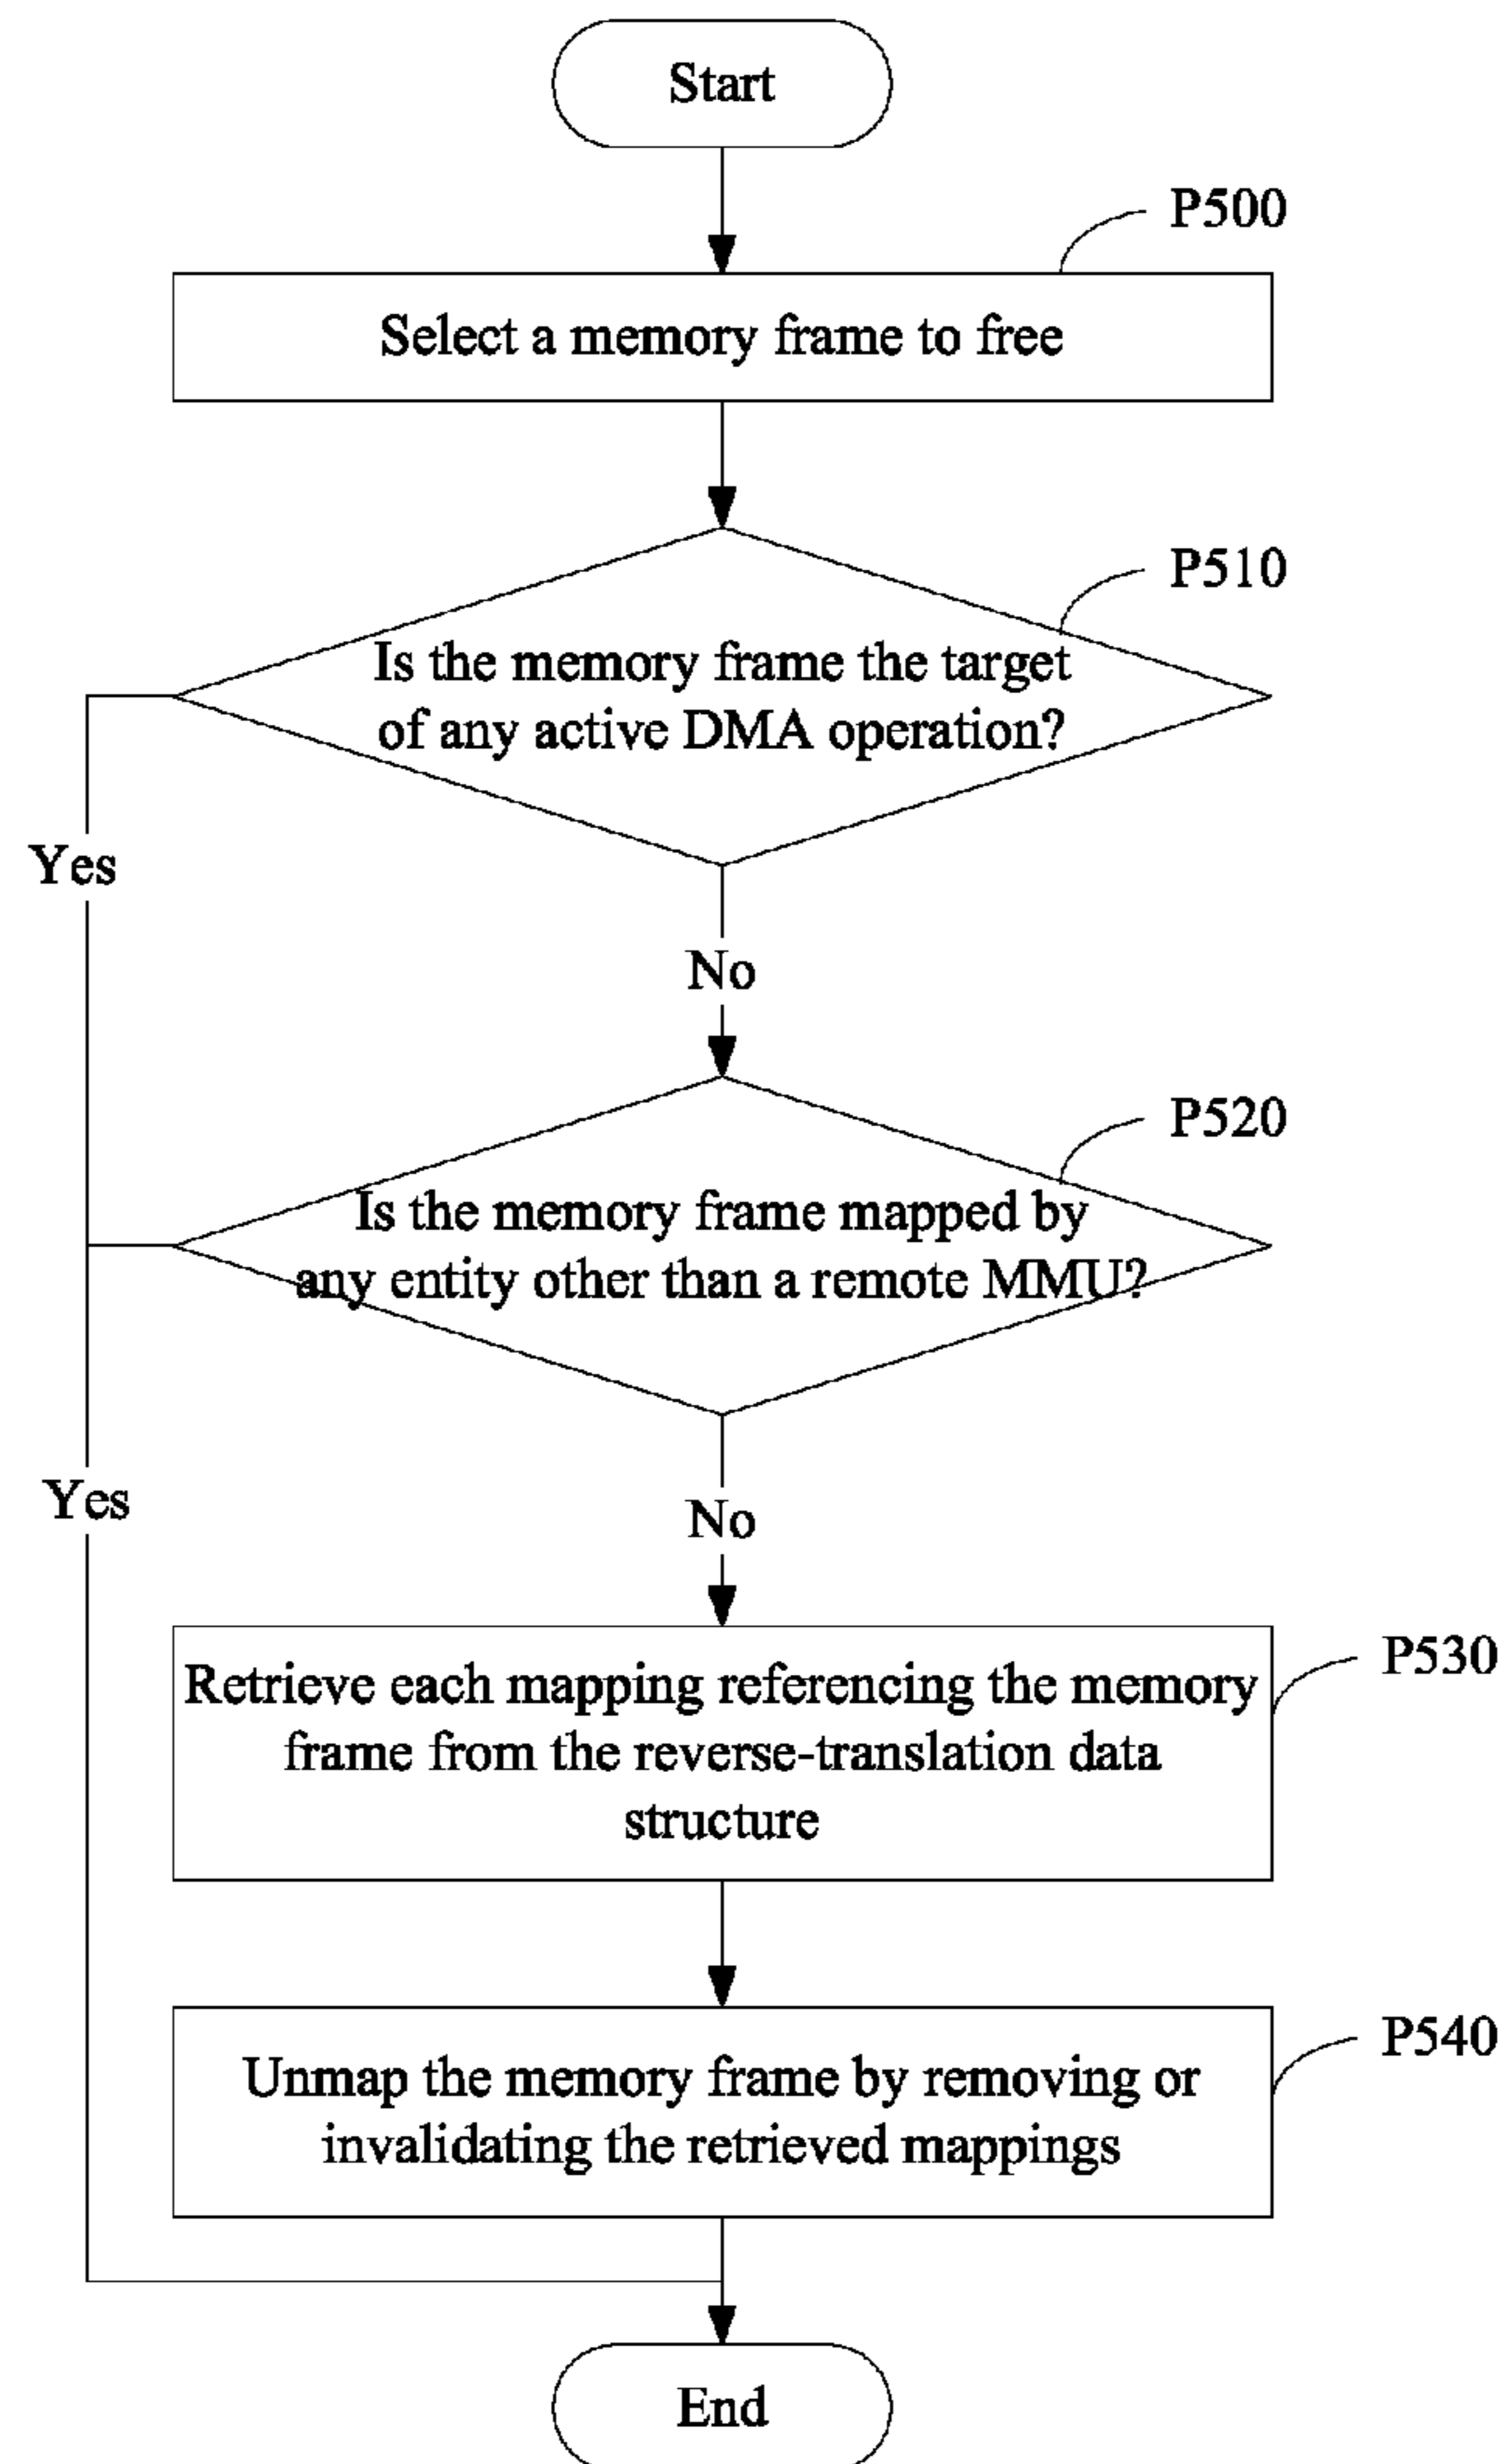 Start
P500
Select a memory frame to free
P510
Is the memory frame the target
of any active DMA operation?
Yes
No
P520
Is the memory frame mapped by
any entity other than a remote MMU?
Yes
No
P530
Retrieve each mapping referencing the memory
frame from the reverse-translation data
structure
P540
Unmap the memory frame by removing or
invalidating the retrieved mappings
End